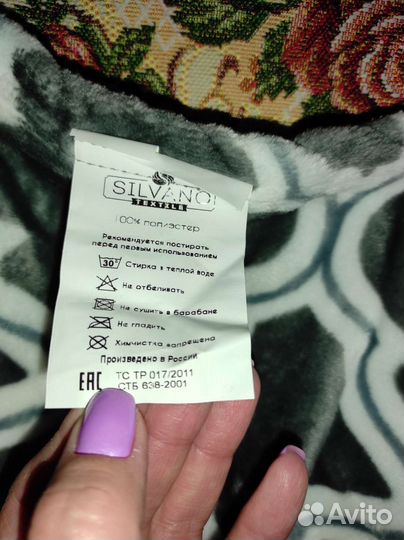 SILVANO
TEXTILE
100% полиэстер
Рекомендуется постирать
перед первым использованием
30° Стирка в теплой воде
Не отбеливать
Не сушить в барабане
Не гладить
Химчистка запрещена
Произведено в России
ЕАС ТС ТР 017/2011
СТБ 638-2001
Avito